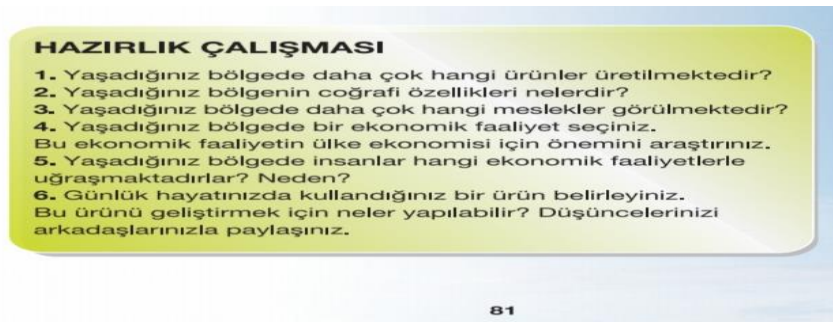 HAZIRLIK ÇALIŞMASI
1. Yaşadığınız bölgede daha çok hangi ürünler üretilmektedir?
2. Yaşadığınız bölgenin coğrafi özellikleri nelerdir?
3. Yaşadığınız bölgede daha çok hangi meslekler görülmektedir?
4. Yaşadığınız bölgede bir ekonomik faaliyet seçiniz.
Bu ekonomik faaliyetin ülke ekonomisi için önemini araştırınız.
5. Yaşadığınız bölgede insanlar hangi ekonomik faaliyetlerle
uğraşmaktadırlar? Neden?
6. Günlük hayatınızda kullandığınız bir ürün belirleyiniz.
Bu ürünü geliştirmek için neler yapılabilir? Düşüncelerinizi
arkadaşlarınızla paylaşınız.
81